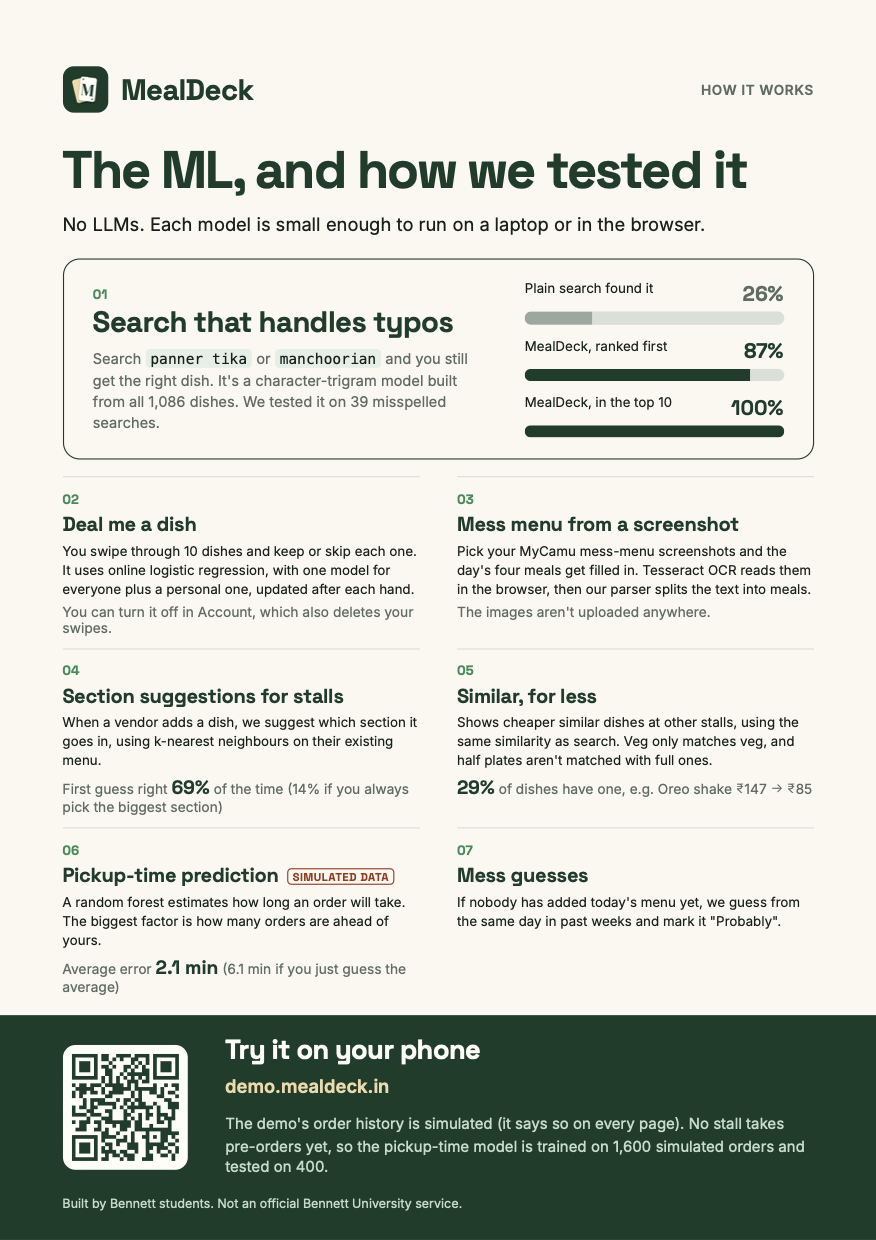 M
MealDeck
HOW IT WORKS
The ML, and how we tested it
No LLMs. Each model is small enough to run on a laptop or in the browser.
01
Search that handles typos
Search panner tika or manchoorian and you still
get the right dish. It's a character-trigram model built
from all 1,086 dishes. We tested it on 39 misspelled
searches.
Plain search found it 26%
MealDeck, ranked first 87%
MealDeck, in the top 10 100%
02
Deal me a dish
You swipe through 10 dishes and keep or skip each one.
It uses online logistic regression, with one model for
everyone plus a personal one, updated after each hand.
You can turn it off in Account, which also deletes your
swipes.
03
Mess menu from a screenshot
Pick your MyCamu mess-menu screenshots and the
day's four meals get filled in. Tesseract OCR reads them
in the browser, then our parser splits the text into meals.
The images aren't uploaded anywhere.
04
Section suggestions for stalls
When a vendor adds a dish, we suggest which section it
goes in, using k-nearest neighbours on their existing
menu.
First guess right 69% of the time (14% if you always
pick the biggest section)
05
Similar, for less
Shows cheaper similar dishes at other stalls, using the
same similarity as search. Veg only matches veg, and
half plates aren't matched with full ones.
29% of dishes have one, e.g. Oreo shake ₹147 → ₹85
06
Pickup-time prediction SIMULATED DATA
A random forest estimates how long an order will take.
The biggest factor is how many orders are ahead of
yours.
Average error 2.1 min (6.1 min if you just guess the
average)
07
Mess guesses
If nobody has added today's menu yet, we guess from
the same day in past weeks and mark it "Probably".
Try it on your phone
demo.mealdeck.in
The demo's order history is simulated (it says so on every page). No stall takes
pre-orders yet, so the pickup-time model is trained on 1,600 simulated orders and
tested on 400.
Built by Bennett students. Not an official Bennett University service.